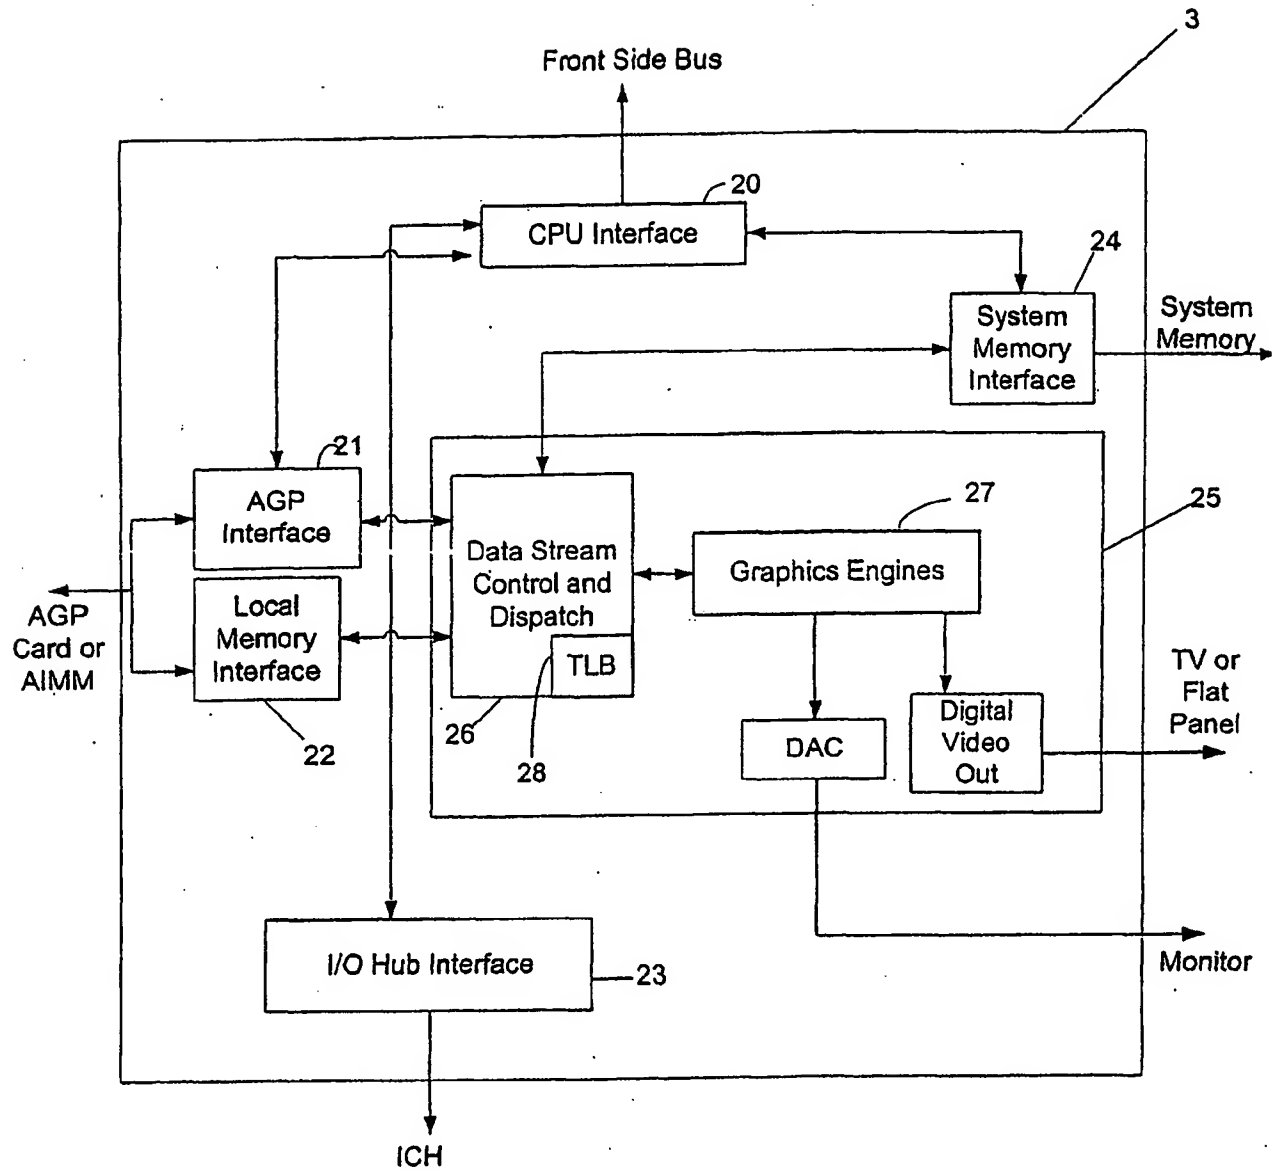 3
Front Side Bus
20
CPU Interface
24
System
Memory
Interface
System
Memory
21
AGP
Interface
27
25
Data Stream
Control and
Dispatch
Graphics Engines
AGP
Card or
AIMM
Local
Memory
Interface
TLB
22
26
28
DAC
Digital
Video
Out
TV or
Flat
Panel
I/O Hub Interface
23
Monitor
ICH